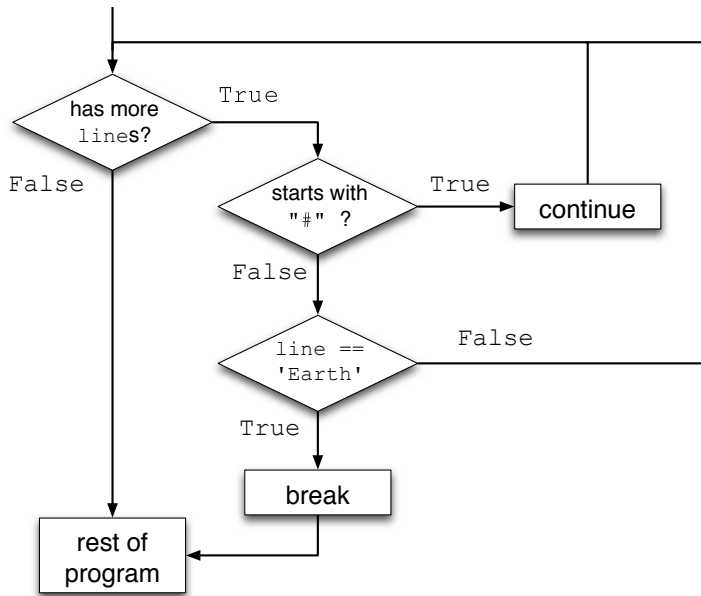 has more
lines?
True
False
starts with
"#" ?
True
continue
False
line ==
'Earth'
False
True
break
rest of
program